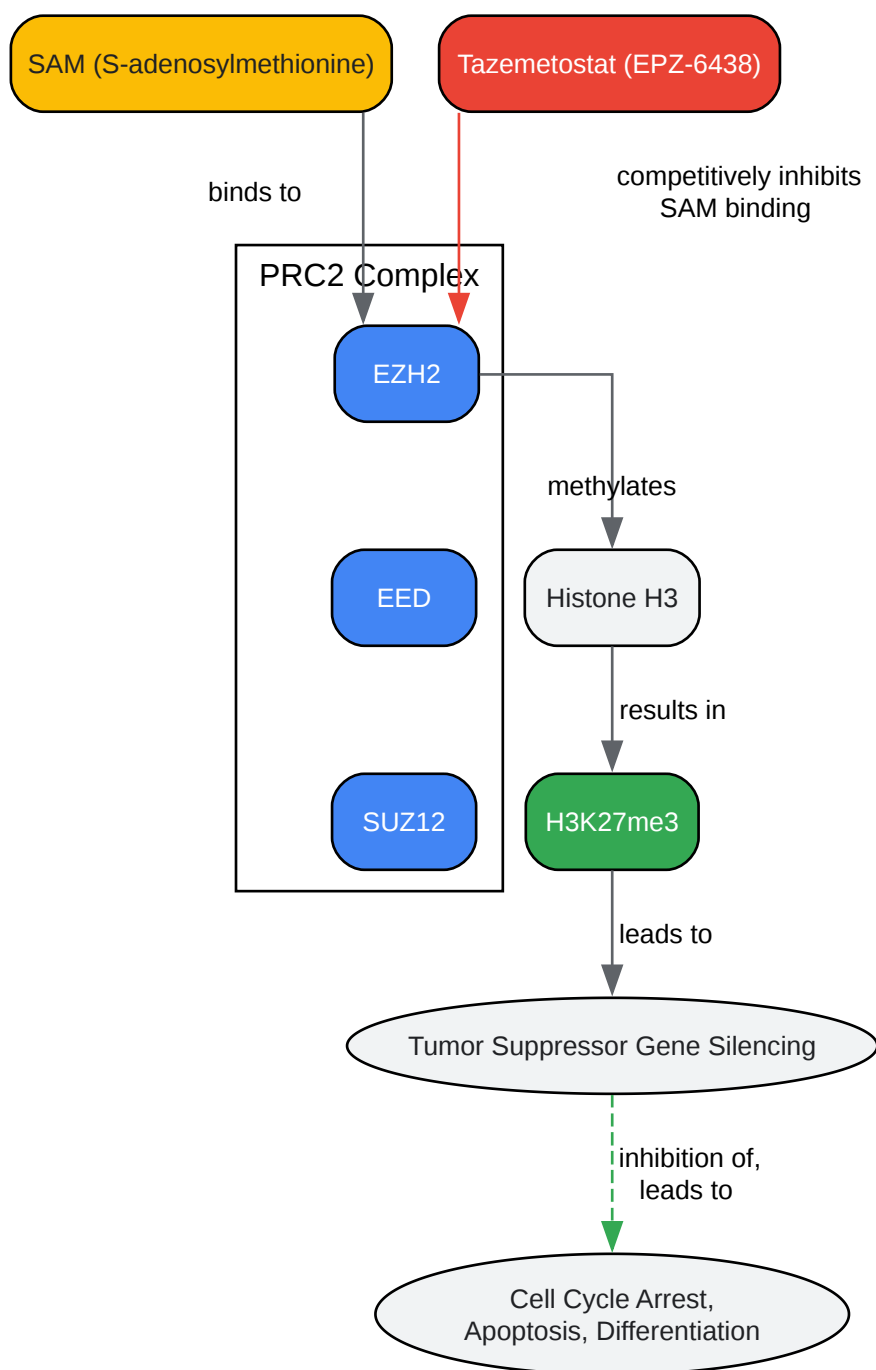 SAM (S-adenosylmethionine)
Tazemetostat (EPZ-6438)
binds to
competitively inhibits
SAM binding
PRC2 Complex
EZH2
methylates
EED
Histone H3
results in
SUZ12
H3K27me3
leads to
Tumor Suppressor Gene Silencing
inhibition of,
leads to
Cell Cycle Arrest,
Apoptosis, Differentiation